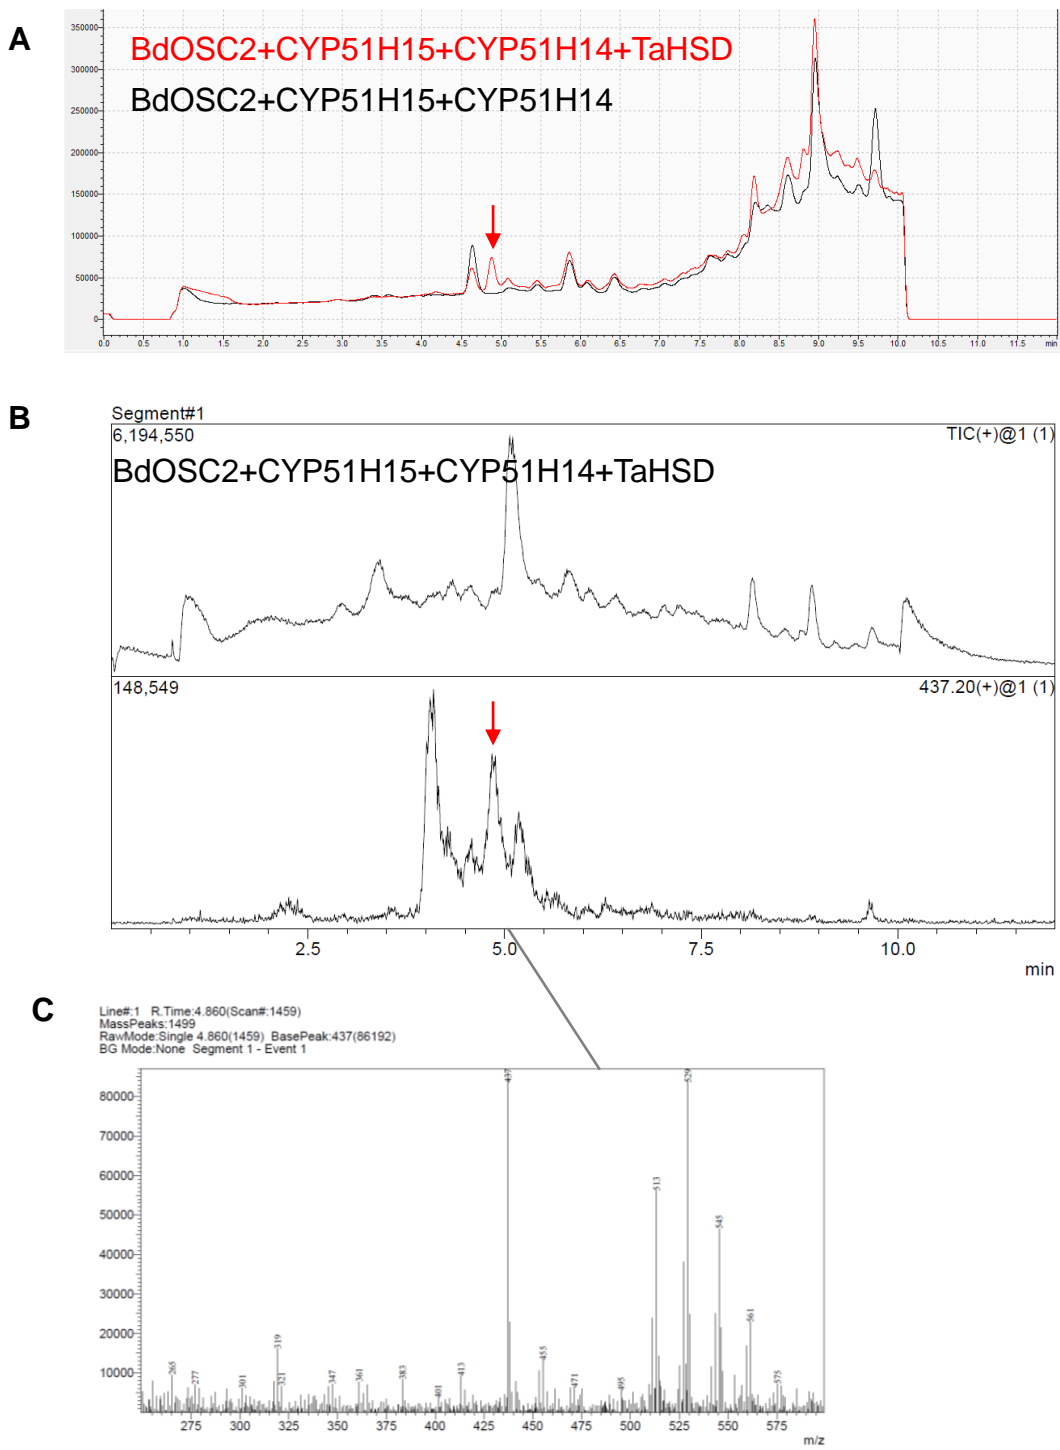 A
BdOSC2+CYP51H15+CYP51H14+TaHSD
BdOSC2+CYP51H15+CYP51H14
350000
300000
250000
200000
150000
100000
50000
0
0.0 0.5 1.0 1.5 2.0 2.5 3.0 3.5 4.0 4.5 5.0 5.5 6.0 6.5 7.0 7.5 8.0 8.5 9.0 9.5 10.0 10.5 11.0 11.5 min
B
Segment#1
6,194,550 TIC(+)@1 (1)
BdOSC2+CYP51H15+CYP51H14+TaHSD
148,549 437.20(+)@1 (1)
2.5 5.0 7.5 10.0
min
C
Line#:1 R.Time:4.860(Scan#:1459)
MassPeaks:1499
RawMode:Single 4.860(1459) BasePeak:437(86192)
BG Mode:None Segment 1 - Event 1
80000
70000
60000
50000
40000
30000
20000
10000
265 277 301 319 321 347 361 383 401 413 437 455 471 495 513 529 545 561 575
275 300 325 350 375 400 425 450 475 500 525 550 575
m/z